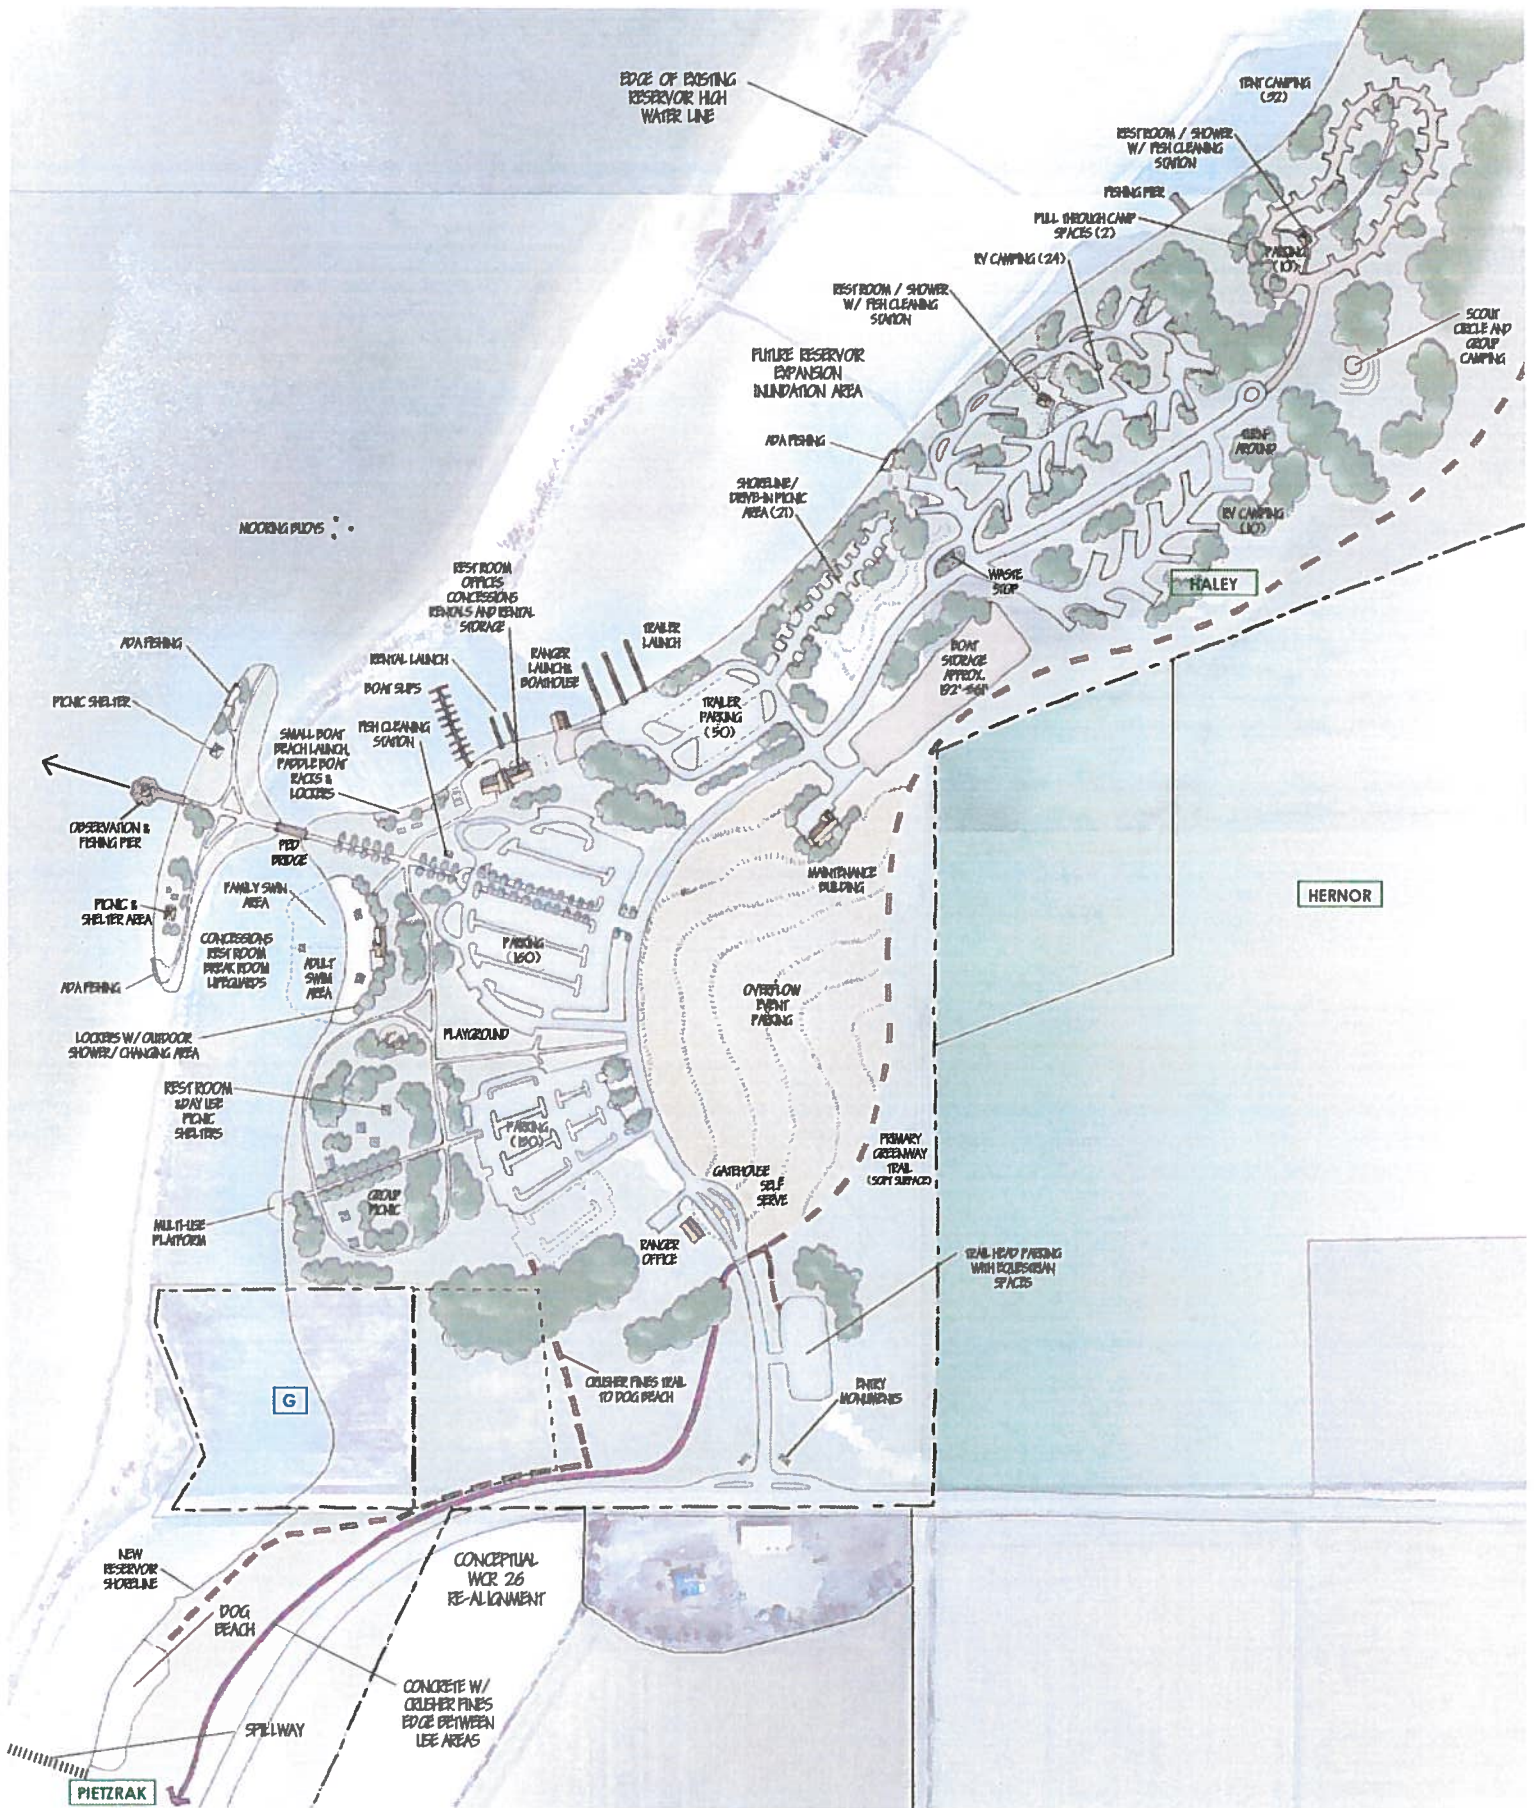 EDGE OF EXISTING
RESERVOIR HIGH
WATER LINE
TENT CAMPING
(52)
REST ROOM / SHOWER
W/ FISH CLEANING
STATION
FISHING PIER
PULL THROUGH CAMP
SPACES (2)
RV CAMPING (24)
PARKING
(10)
REST ROOM / SHOWER
W/ FISH CLEANING
STATION
SCOUT
CIRCLE AND
GROUP
CAMPING
FUTURE RESERVOIR
EXPANSION
INUNDATION AREA
ADA FISHING
TURN
AROUND
SHORELINE /
DRIVE-IN PICNIC
AREA (21)
RV CAMPING
(10)
MOORING BUOYS
REST ROOM
OFFICES
CONCESSIONS
RENTALS AND RENTAL
STORAGE
WASTE
STOP
HALEY
ADA FISHING
RENTAL LAUNCH
RANGER
LAUNCH &
BOATHOUSE
TRAILER
LAUNCH
BOAT
STORAGE
APPROX.
PICNIC SHELTER
BOAT SLIPS
FISH CLEANING
STATION
TRAILER
PARKING
(50)
SMALL BOAT
BEACH LAUNCH,
PADDLE BOAT
RACKS &
LOCKERS
OBSERVATION &
FISHING PIER
PED
BRIDGE
MAINTENANCE
BUILDING
FAMILY SWIM
AREA
HERNOR
PICNIC &
SHELTER AREA
CONCESSIONS
REST ROOM
BREAK ROOM
LIFEGUARDS
ADULT
SWIM
AREA
PARKING
(160)
ADA FISHING
OVERFLOW
EVENT
PARKING
LOCKERS W/ OUTDOOR
SHOWER / CHANGING AREA
PLAYGROUND
REST ROOM
& DAY USE
PICNIC
SHELTERS
PARKING
PRIMARY
GREENWAY
TRAIL
(SOFT SURFACE)
GATEHOUSE
SELF
SERVE
GROUP
PICNIC
MULTI-USE
PLATFORM
RANGER
OFFICE
TRAIL HEAD PARKING
WITH EQUESTRIAN
SPACES
CRUSHER FINES TRAIL
TO DOG BEACH
ENTRY
MONUMENTS
G
NEW
RESERVOIR
SHORELINE
CONCEPTUAL
WCR 26
RE-ALIGNMENT
DOG
BEACH
CONCRETE W/
CRUSHER FINES
EDGE BETWEEN
USE AREAS
SPILLWAY
PIETZRAK